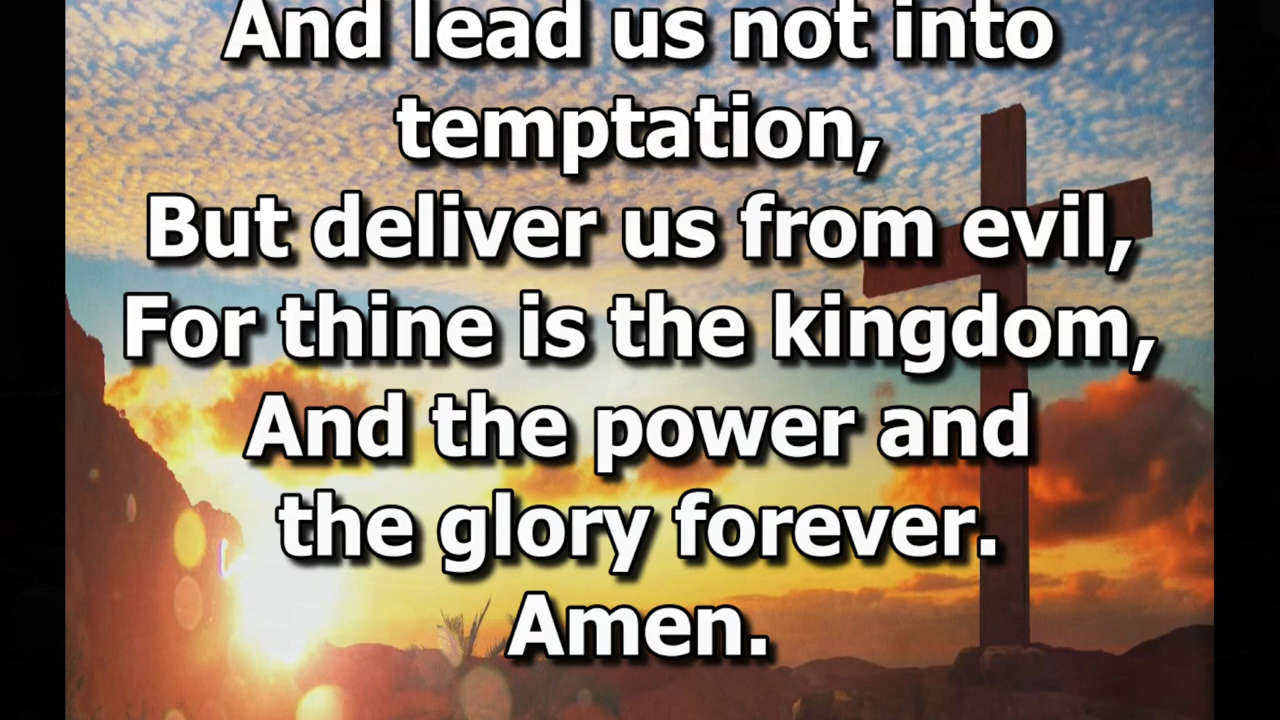 And lead us not into
temptation,
But deliver us from evil,
For thine is the kingdom,
And the power and
the glory forever.
Amen.